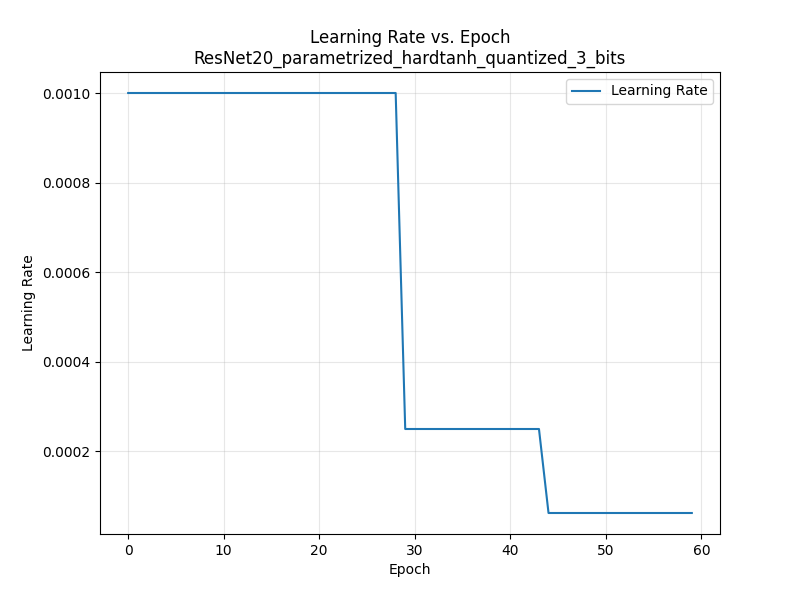 Learning Rate vs. Epoch
ResNet20_parametrized_hardtanh_quantized_3_bits
Learning Rate
0.0010
0.0008
0.0006
0.0004
0.0002
Learning Rate
0 10 20 30 40 50 60
Epoch